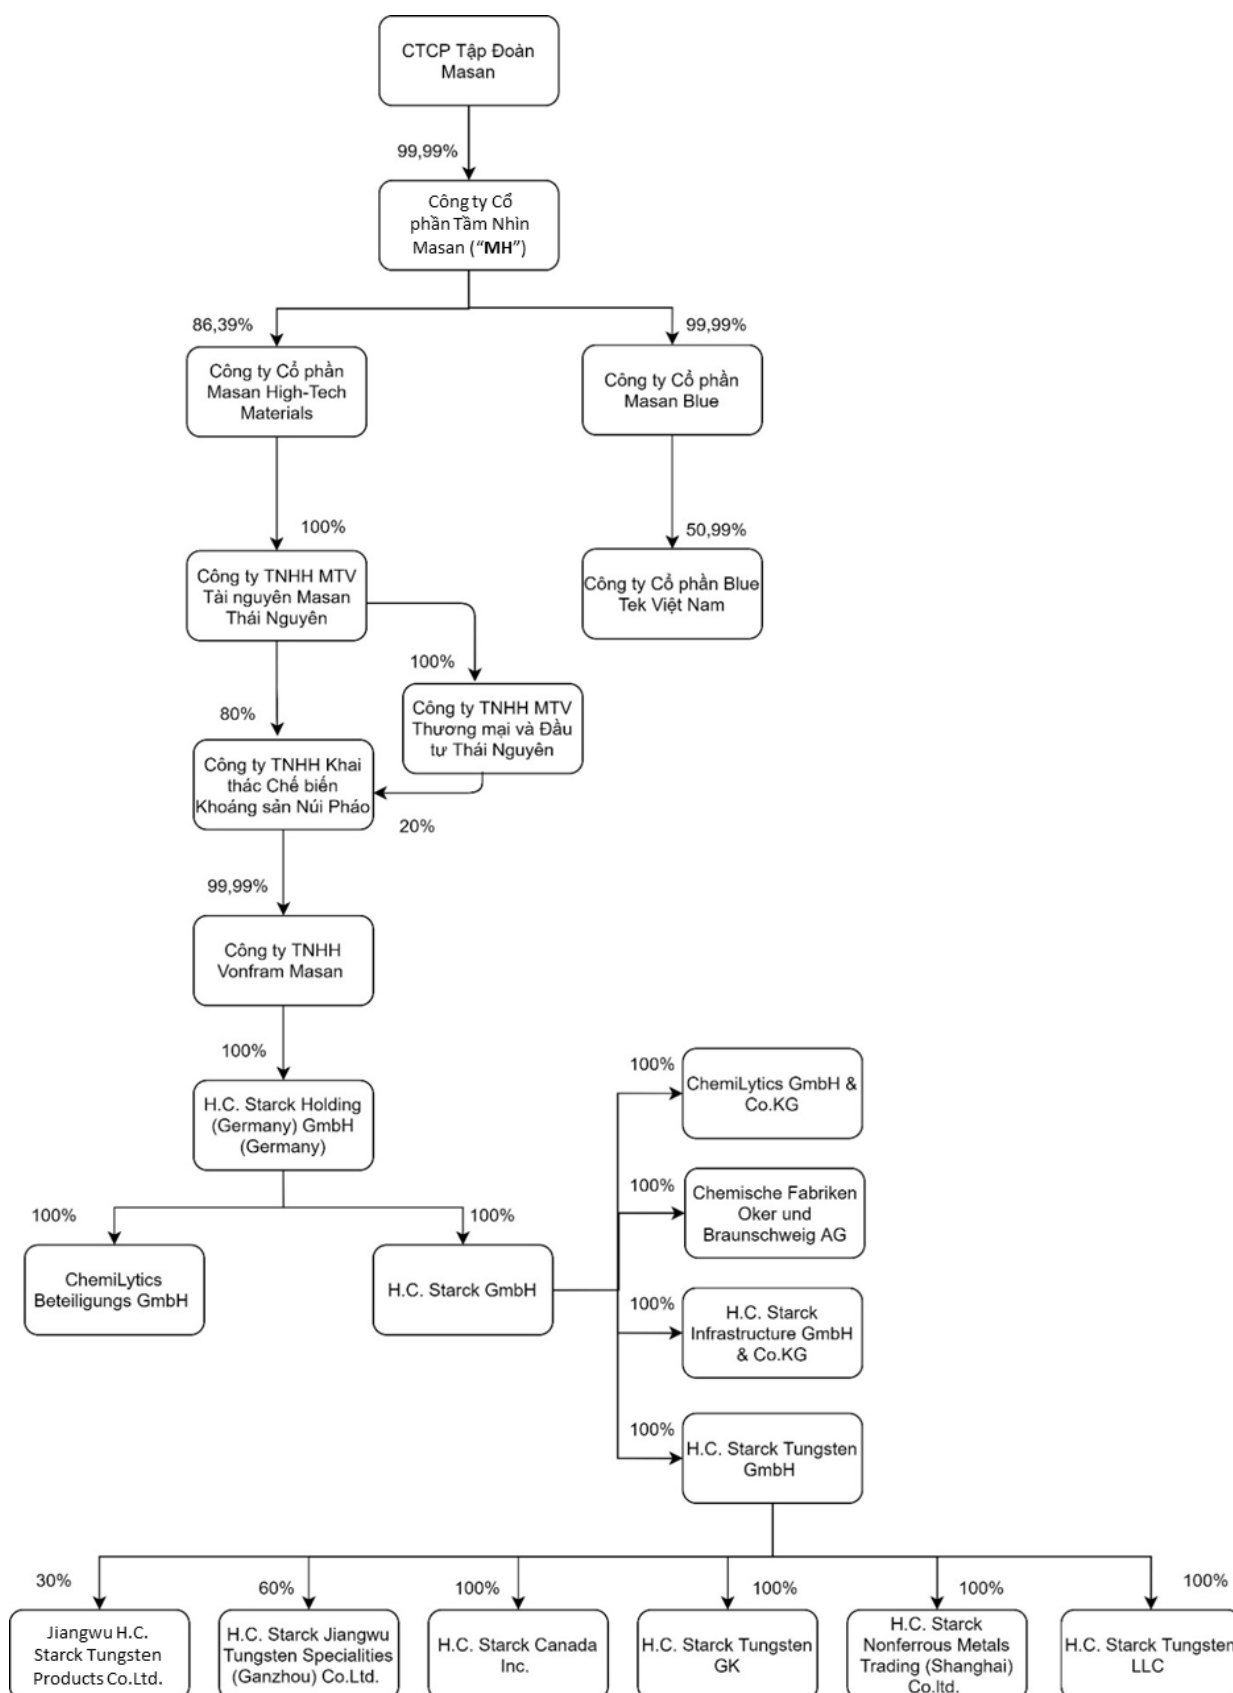 CTCP Tập Đoàn
Masan
99,99%
Công ty Cổ
phần Tầm Nhìn
Masan (“MH”)
86,39%
99,99%
Công ty Cổ phần
Masan High-Tech
Materials
Công ty Cổ phần
Masan Blue
100%
50,99%
Công ty TNHH MTV
Tài nguyên Masan
Thái Nguyên
Công ty Cổ phần Blue
Tek Việt Nam
100%
80%
Công ty TNHH MTV
Thương mại và Đầu
tư Thái Nguyên
Công ty TNHH Khai
thác Chế biến
Khoáng sản Núi Pháo
20%
99,99%
Công ty TNHH
Vonfram Masan
100%
H.C. Starck Holding
(Germany) GmbH
(Germany)
100%
ChemiLytics GmbH &
Co.KG
100%
Chemische Fabriken
Oker und
Braunschweig AG
100%
100%
ChemiLytics
Beteiligungs GmbH
H.C. Starck GmbH
100%
H.C. Starck
Infrastructure GmbH
& Co.KG
100%
H.C. Starck Tungsten
GmbH
30%
60%
100%
100%
100%
100%
Jiangwu H.C.
Starck Tungsten
Products Co.Ltd.
H.C. Starck Jiangwu
Tungsten Specialities
(Ganzhou) Co.Ltd.
H.C. Starck Canada
Inc.
H.C. Starck Tungsten
GK
H.C. Starck
Nonferrous Metals
Trading (Shanghai)
Co.ltd.
H.C. Starck Tungsten
LLC